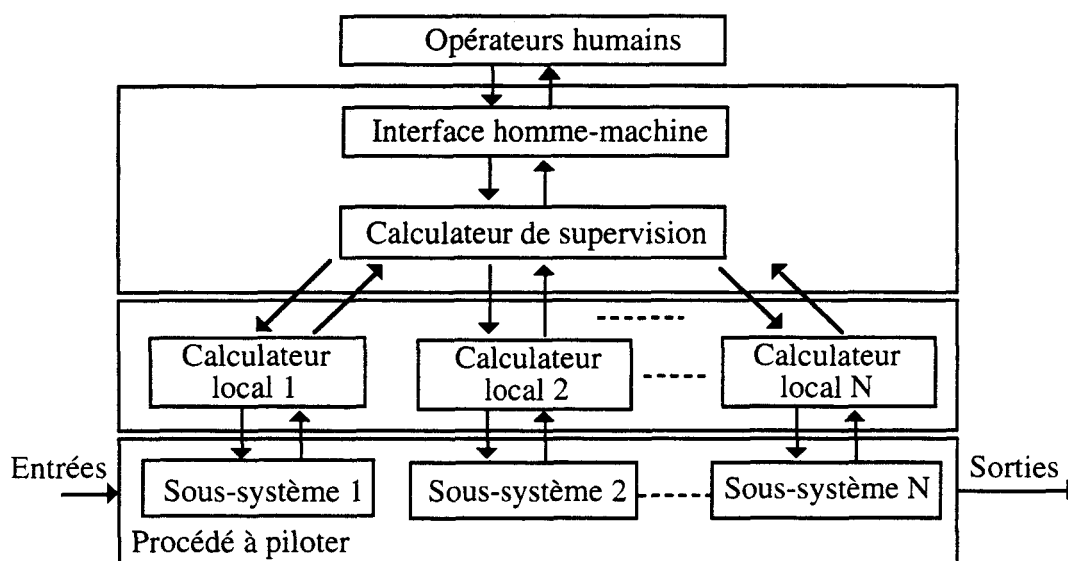 Opérateurs humains
Interface homme-machine
Calculateur de supervision
Calculateur
local 1
Calculateur
local 2
Calculateur
local N
Entrées
Sous-système 1
Sous-système 2
Sous-système N
Sorties
Procédé à piloter